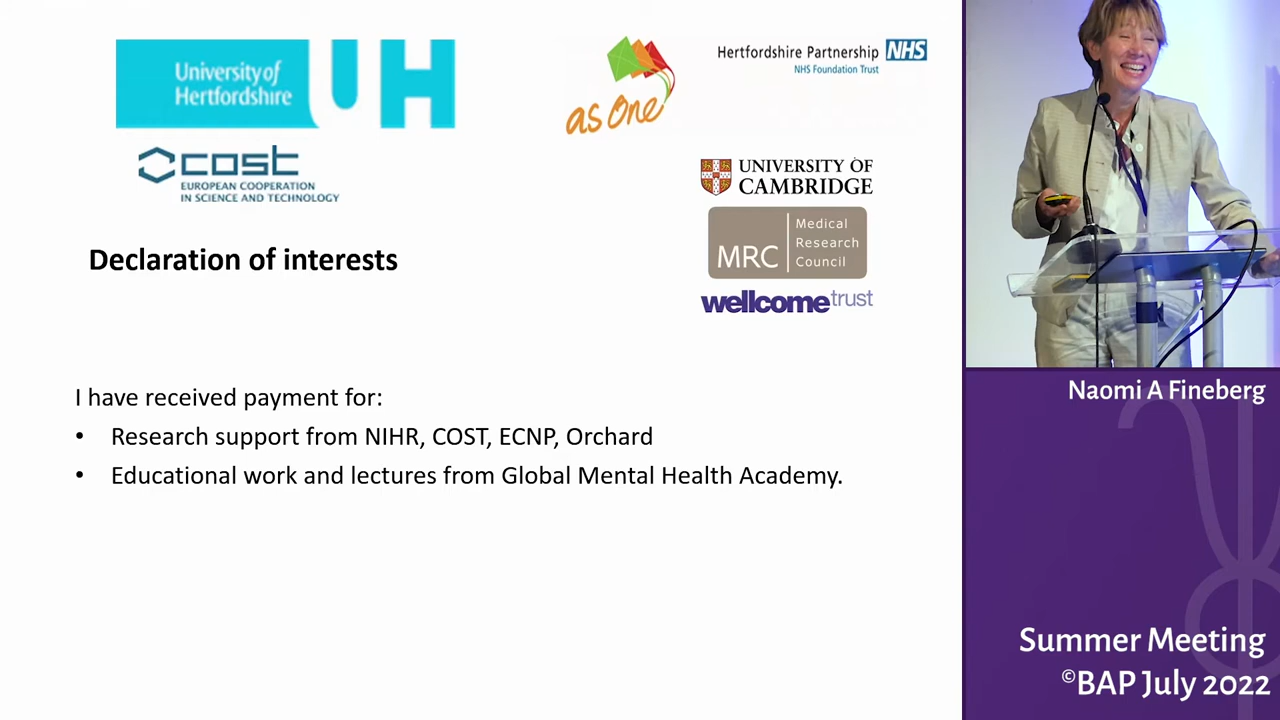 University of
Hertfordshire
UH
as One
Hertfordshire Partnership NHS
NHS Foundation Trust
cost
EUROPEAN COOPERATION
IN SCIENCE AND TECHNOLOGY
UNIVERSITY OF
CAMBRIDGE
MRC
Medical
Research
Council
wellcometrust
Declaration of interests
I have received payment for:
• Research support from NIHR, COST, ECNP, Orchard
• Educational work and lectures from Global Mental Health Academy.
Naomi A Fineberg
Summer Meeting
©BAP July 2022